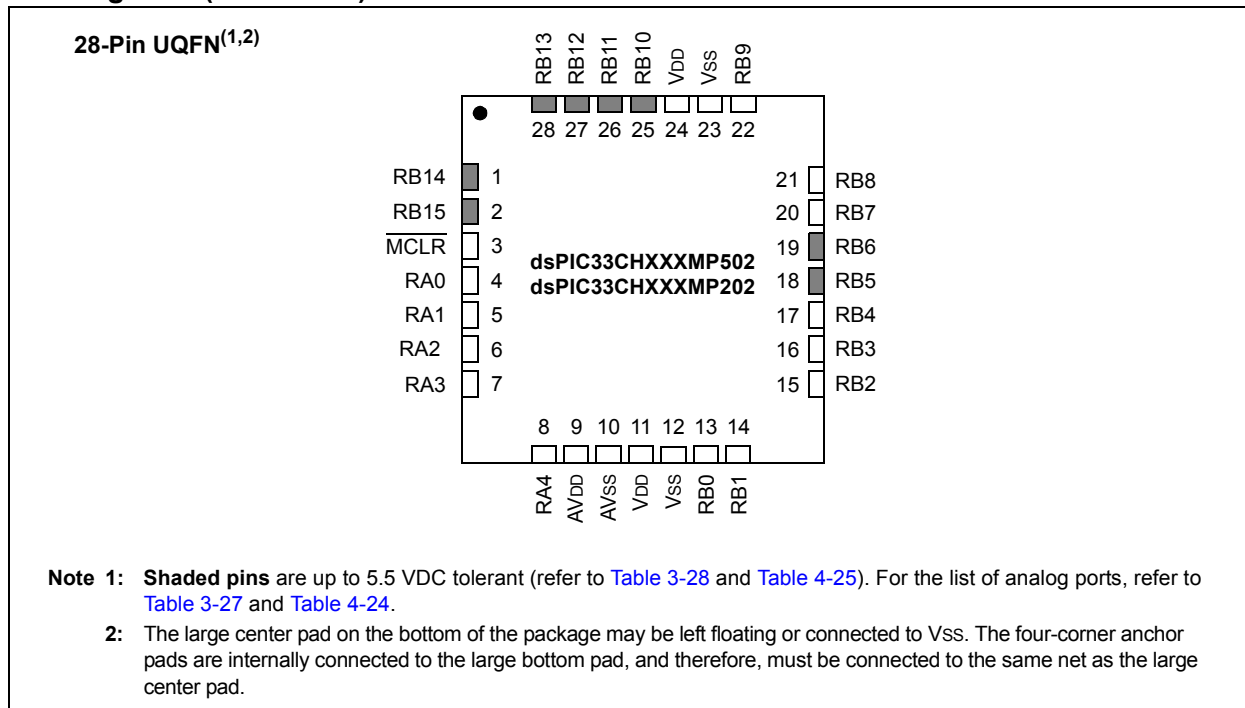 28-Pin UQFN(1,2)
RB13 RB12 RB11 RB10 VDD VSS RB9
28 27 26 25 24 23 22
RB14 1 21 RB8
RB15 2 20 RB7
MCLR 3 19 RB6
dsPIC33CHXXXMP502
RA0 4 18 RB5
dsPIC33CHXXXMP202
RA1 5 17 RB4
RA2 6 16 RB3
RA3 7 15 RB2
8 9 10 11 12 13 14
RA4 AVDD AVSS VDD VSS RB0 RB1
Note 1: Shaded pins are up to 5.5 VDC tolerant (refer to Table 3-28 and Table 4-25). For the list of analog ports, refer to
Table 3-27 and Table 4-24.
2: The large center pad on the bottom of the package may be left floating or connected to VSS. The four-corner anchor
pads are internally connected to the large bottom pad, and therefore, must be connected to the same net as the large
center pad.